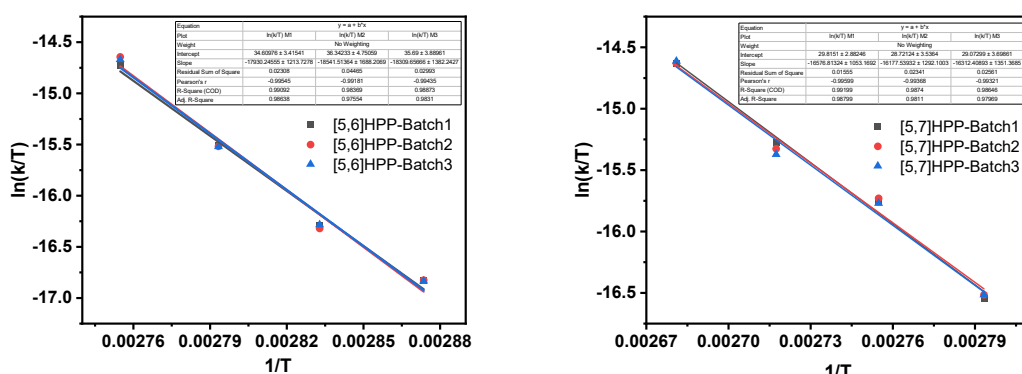 Equation y = a + b*x
Plot ln(k/T) M1 ln(k/T) M2 ln(k/T) M3
Weight No Weighting
Intercept 34.60976 ± 3.41541 36.34233 ± 4.75059 35.69 ± 3.88961
Slope -17930.24555 ± 1213.7278 -18541.51364 ± 1688.2069 -18309.65666 ± 1382.2427
Residual Sum of Square 0.02308 0.04465 0.02993
Pearson's r -0.99545 -0.99181 -0.99435
R-Square (COD) 0.99092 0.98369 0.98873
Adj. R-Square 0.98638 0.97554 0.9831
[5,6]HPP-Batch1
[5,6]HPP-Batch2
[5,6]HPP-Batch3
ln(k/T)
-14.5
-15.0
-15.5
-16.0
-16.5
-17.0
0.00276 0.00279 0.00282 0.00285 0.00288
1/T
Equation y = a + b*x
Plot ln(k/T) M1 ln(k/T) M2 ln(k/T) M3
Weight No Weighting
Intercept 29.8151 ± 2.88246 28.72124 ± 3.5364 29.07299 ± 3.69861
Slope -16576.81324 ± 1053.1692 -16177.53932 ± 1292.1003 -16312.40893 ± 1351.3685
Residual Sum of Square 0.01555 0.02341 0.02561
Pearson's r -0.99599 -0.99368 -0.99321
R-Square (COD) 0.99199 0.9874 0.98646
Adj. R-Square 0.98799 0.9811 0.97969
[5,7]HPP-Batch1
[5,7]HPP-Batch2
[5,7]HPP-Batch3
ln(k/T)
-14.5
-15.0
-15.5
-16.0
-16.5
0.00267 0.00270 0.00273 0.00276 0.00279
1/T